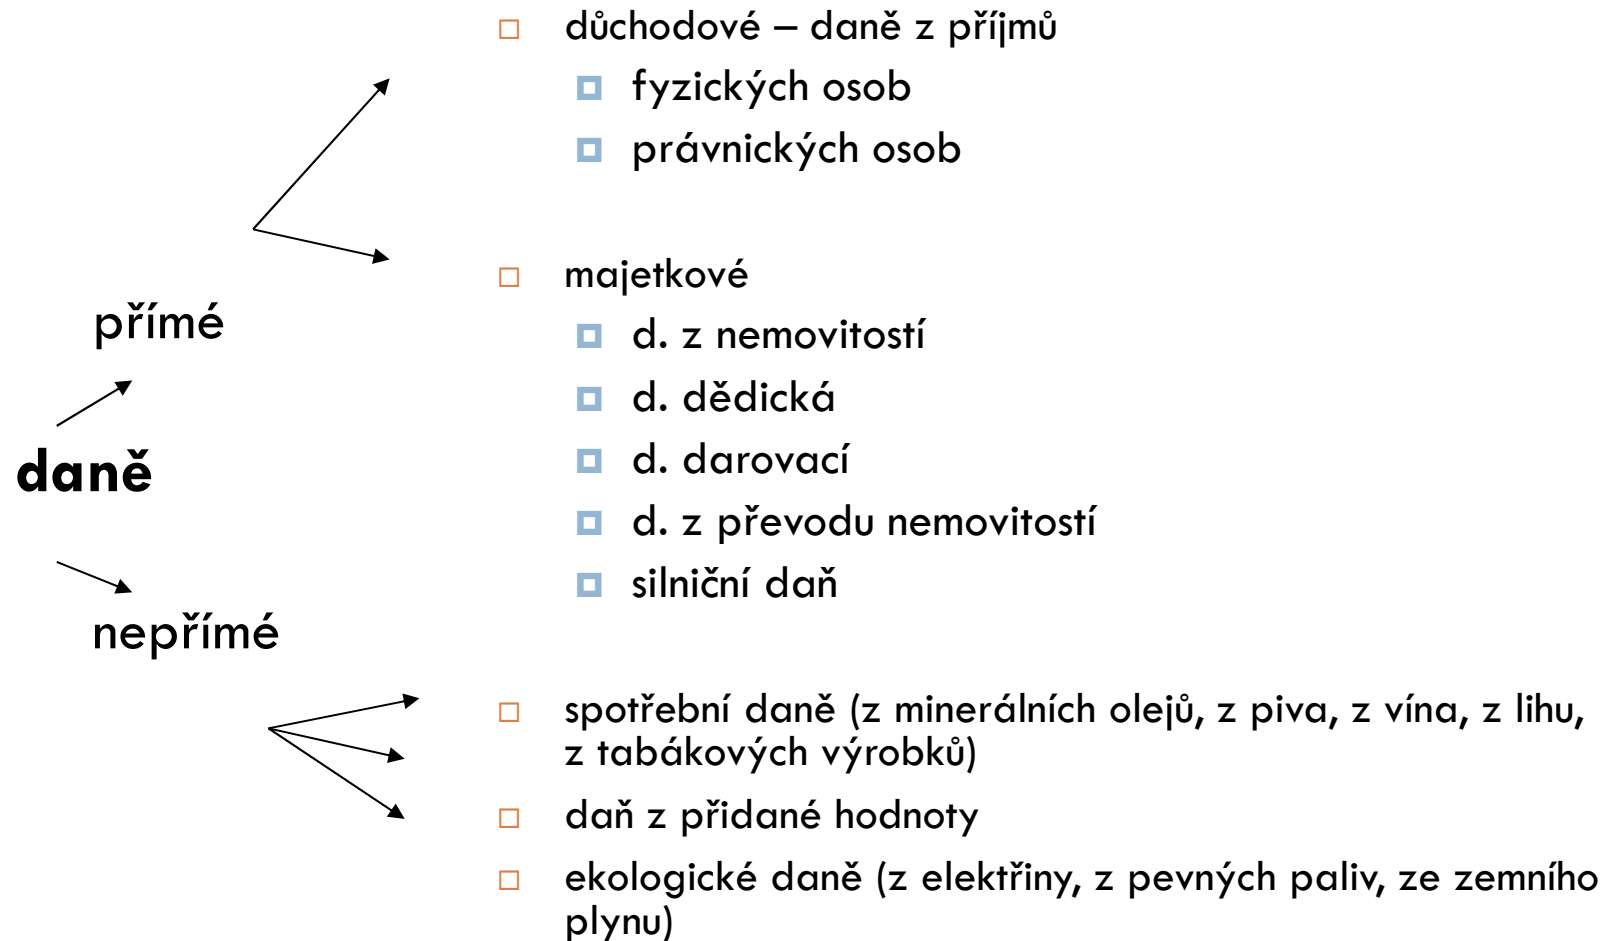 důchodové – daně z příjmů
fyzických osob
právnických osob
majetkové
přímé
d. z nemovitostí
d. dědická
daně
d. darovací
d. z převodu nemovitostí
silniční daň
nepřímé
spotřební daně (z minerálních olejů, z piva, z vína, z lihu,
z tabákových výrobků)
daň z přidané hodnoty
ekologické daně (z elektřiny, z pevných paliv, ze zemního
plynu)